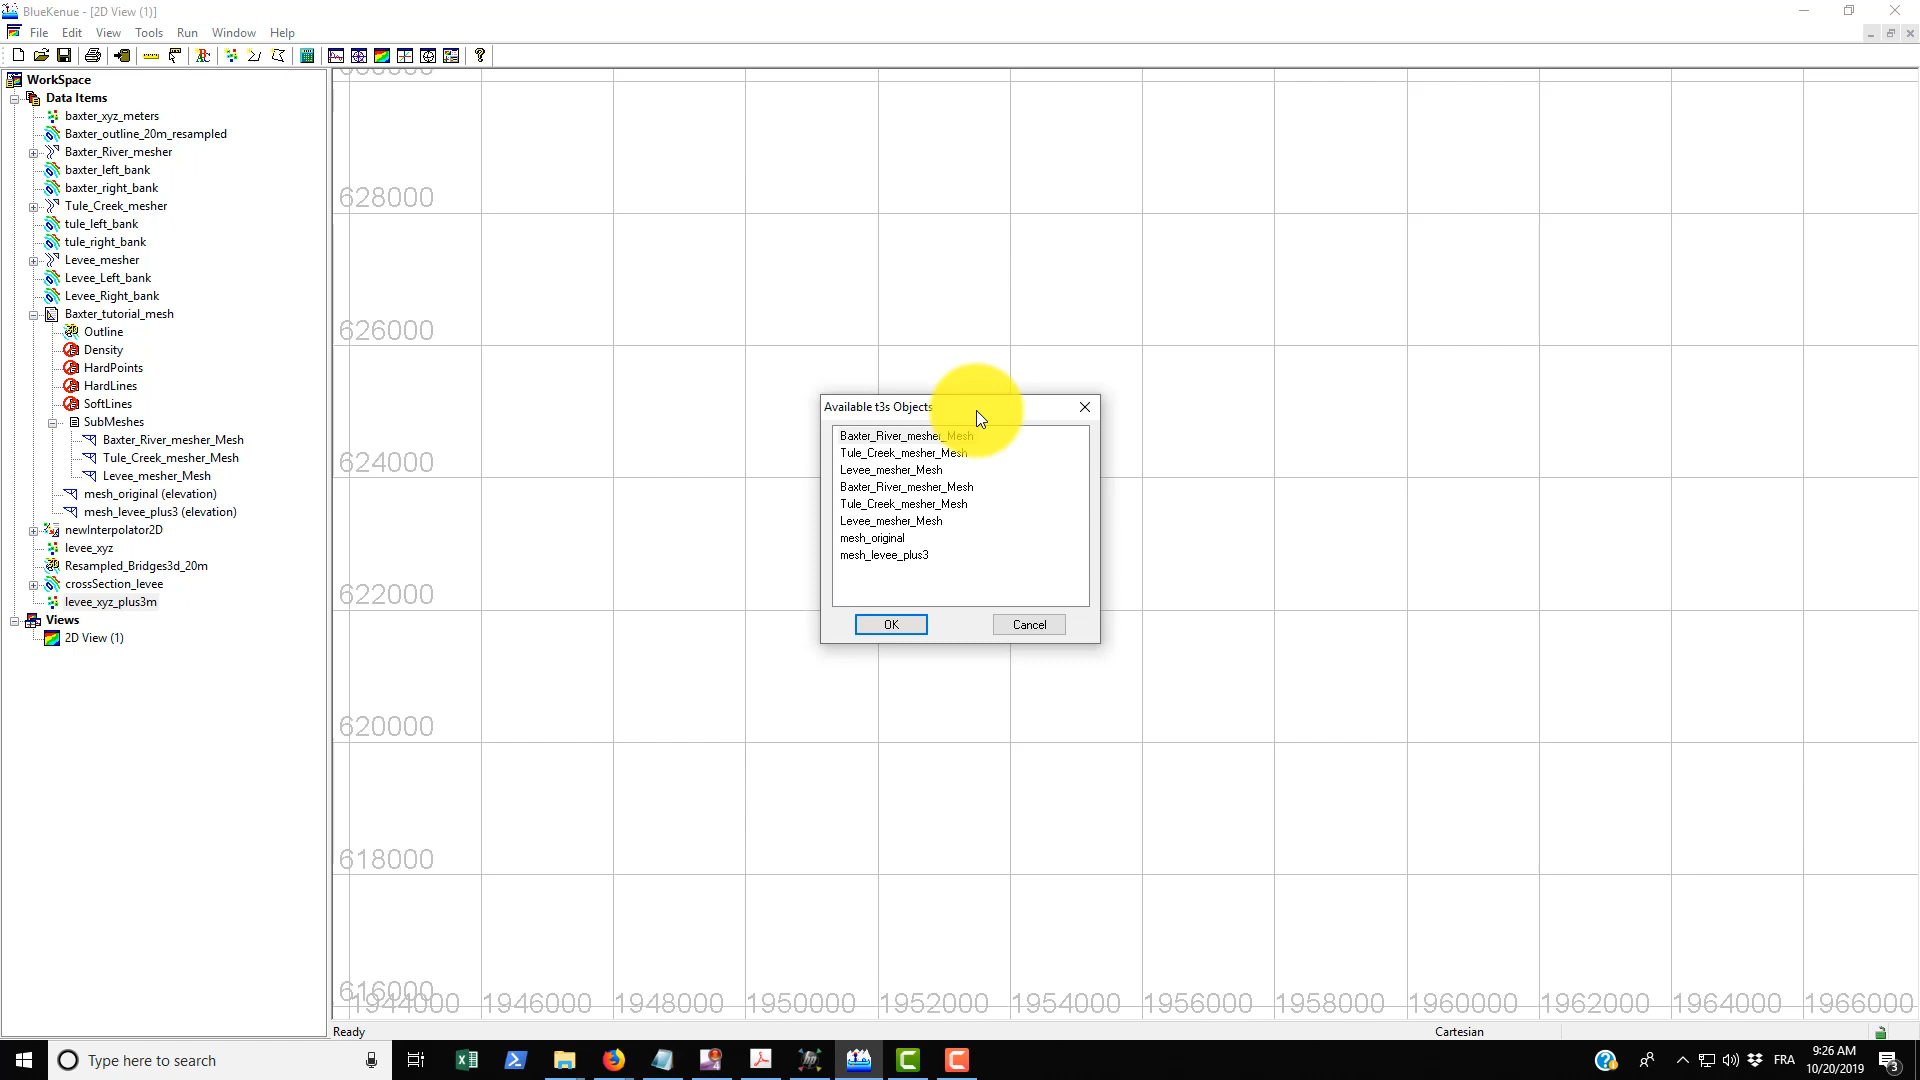 BlueKenue - [2D View (1)]
File Edit View Tools Run Window Help
WorkSpace
Data Items
baxter_xyz_meters
Baxter_outline_20m_resampled
Baxter_River_mesher
baxter_left_bank
baxter_right_bank
Tule_Creek_mesher
tule_left_bank
tule_right_bank
Levee_mesher
Levee_Left_bank
Levee_Right_bank
Baxter_tutorial_mesh
Outline
Density
HardPoints
HardLines
SoftLines
SubMeshes
Baxter_River_mesher_Mesh
Tule_Creek_mesher_Mesh
Levee_mesher_Mesh
mesh_original (elevation)
mesh_levee_plus3 (elevation)
newInterpolator2D
levee_xyz
Resampled_Bridges3d_20m
crossSection_levee
levee_xyz_plus3m
Views
2D View (1)
628000
626000
624000
622000
620000
618000
616000
1944000 1946000 1948000 1950000 1952000 1954000 1956000 1958000 1960000 1962000 1964000 1966000
Available t3s Objects
Baxter_River_mesher_Mesh
Tule_Creek_mesher_Mesh
Levee_mesher_Mesh
Baxter_River_mesher_Mesh
Tule_Creek_mesher_Mesh
Levee_mesher_Mesh
mesh_original
mesh_levee_plus3
OK Cancel
Ready Cartesian
Type here to search
FRA
9:26 AM
10/20/2019
3